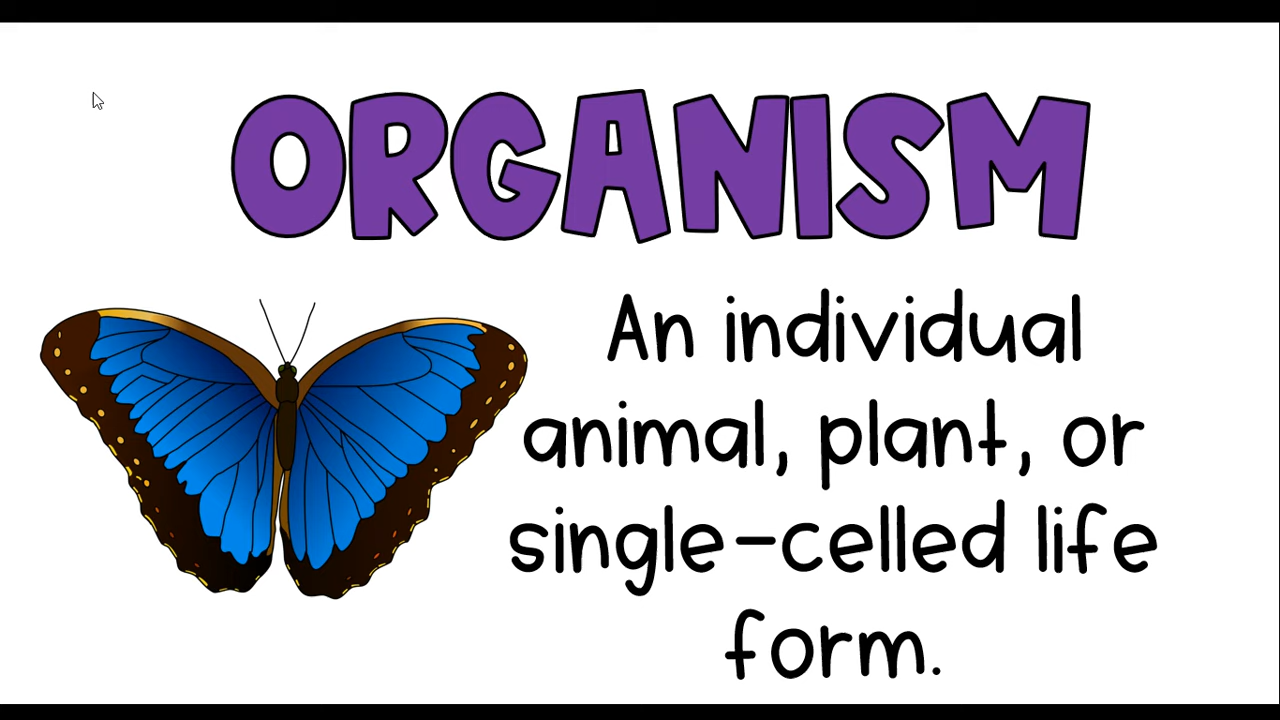 ORGANISM
An individual
animal, plant, or
single-celled life
form.